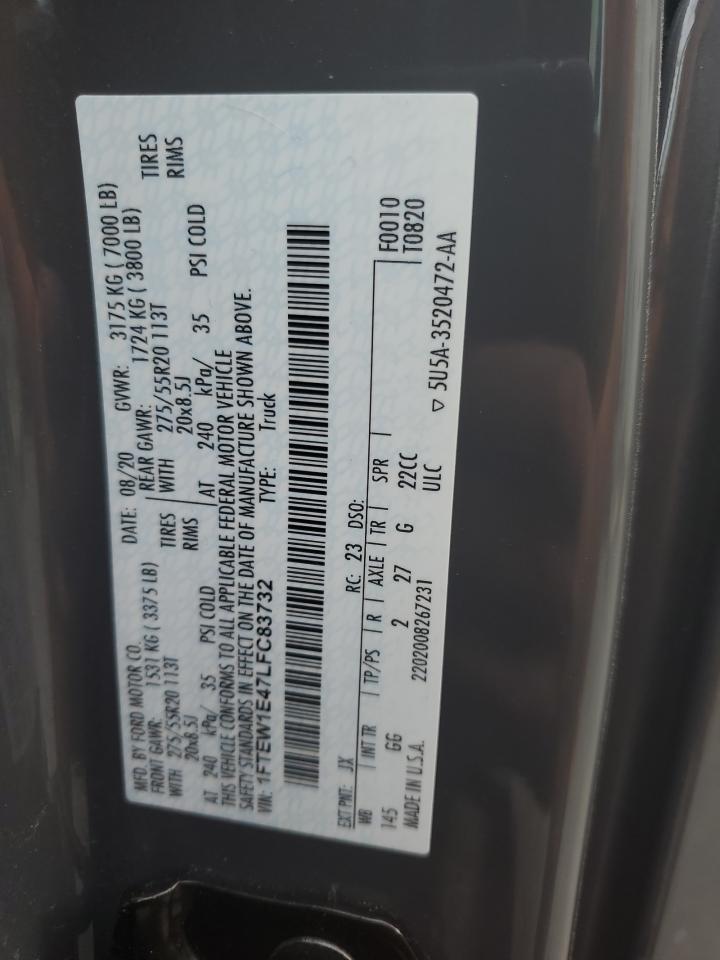 MFD. BY FORD MOTOR CO.
DATE: 08/20 GVWR: 3175 KG ( 7000 LB)
FRONT GAWR: 1531 KG ( 3375 LB) REAR GAWR: 1724 KG ( 3800 LB)
WITH 275/55R20 113T TIRES WITH 275/55R20 113T TIRES
20x8.5J RIMS 20x8.5J RIMS
AT 240 kPa/ 35 PSI COLD AT 240 kPa/ 35 PSI COLD
THIS VEHICLE CONFORMS TO ALL APPLICABLE FEDERAL MOTOR VEHICLE
SAFETY STANDARDS IN EFFECT ON THE DATE OF MANUFACTURE SHOWN ABOVE.
VIN: 1FTEW1E47LFC83732 TYPE: Truck
EXT PNT: JX RC: 23 DSO:
WB INT TR TP/PS R AXLE TR SPR
145 GG 2 27 G 22CC F0010
MADE IN U.S.A. 2202008267231 ULC T0820
▽ 5U5A-3520472-AA